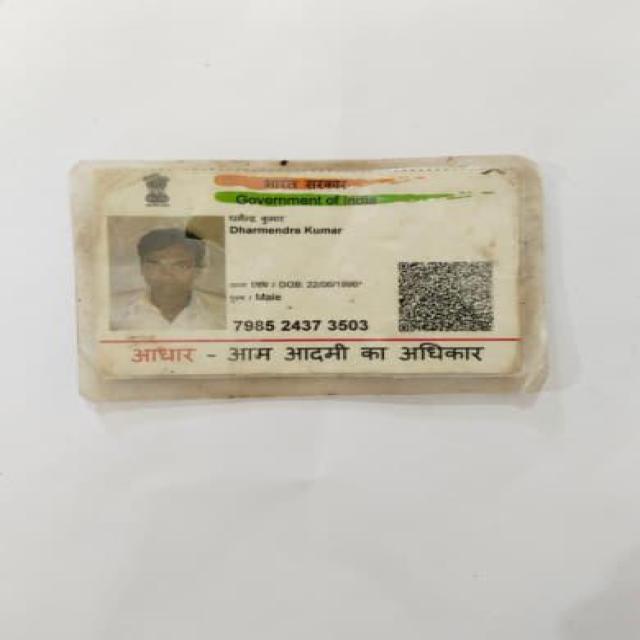 भारत सरकार
Government of India
धर्मेन्द्र कुमार
Dharmendra Kumar
जन्म तिथि / DOB: 22/06/1996*
पुरुष / Male
7985 2437 3503
आधार - आम आदमी का अधिकार